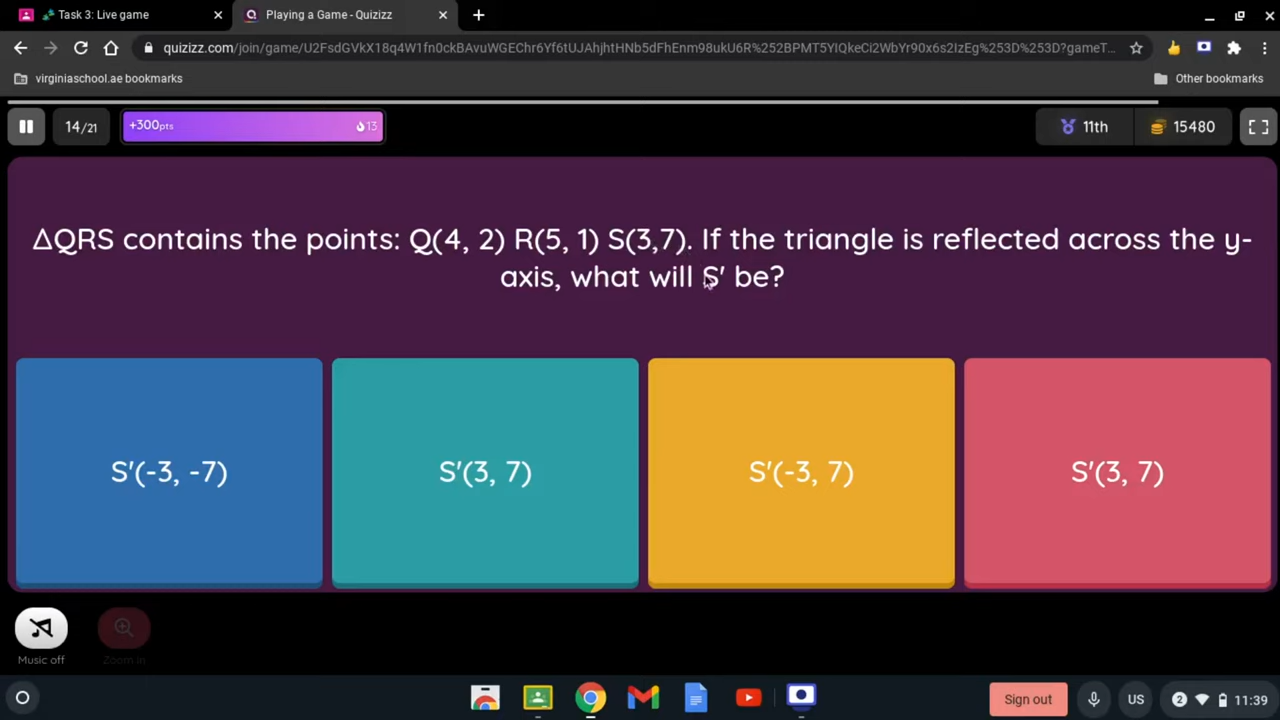 Task 3: Live game
Playing a Game - Quizizz
quizizz.com/join/game/U2FsdGVkX18q4W1fn0ckBAvuWGEChr6Yf6tUJAhjhtHNb5dFhEnm98ukU6R%252BPMT5YIQkeCi2WbYr90x6s2IzEg%253D%253D?gameT...
virginiaschool.ae bookmarks
Other bookmarks
14/21
+300pts
13
11th
15480
∆QRS contains the points: Q(4, 2) R(5, 1) S(3,7). If the triangle is reflected across the y-
axis, what will S' be?
S'(-3, -7)
S'(3, 7)
S'(-3, 7)
S'(3, 7)
Music off
Zoom in
Sign out
US
2
11:39